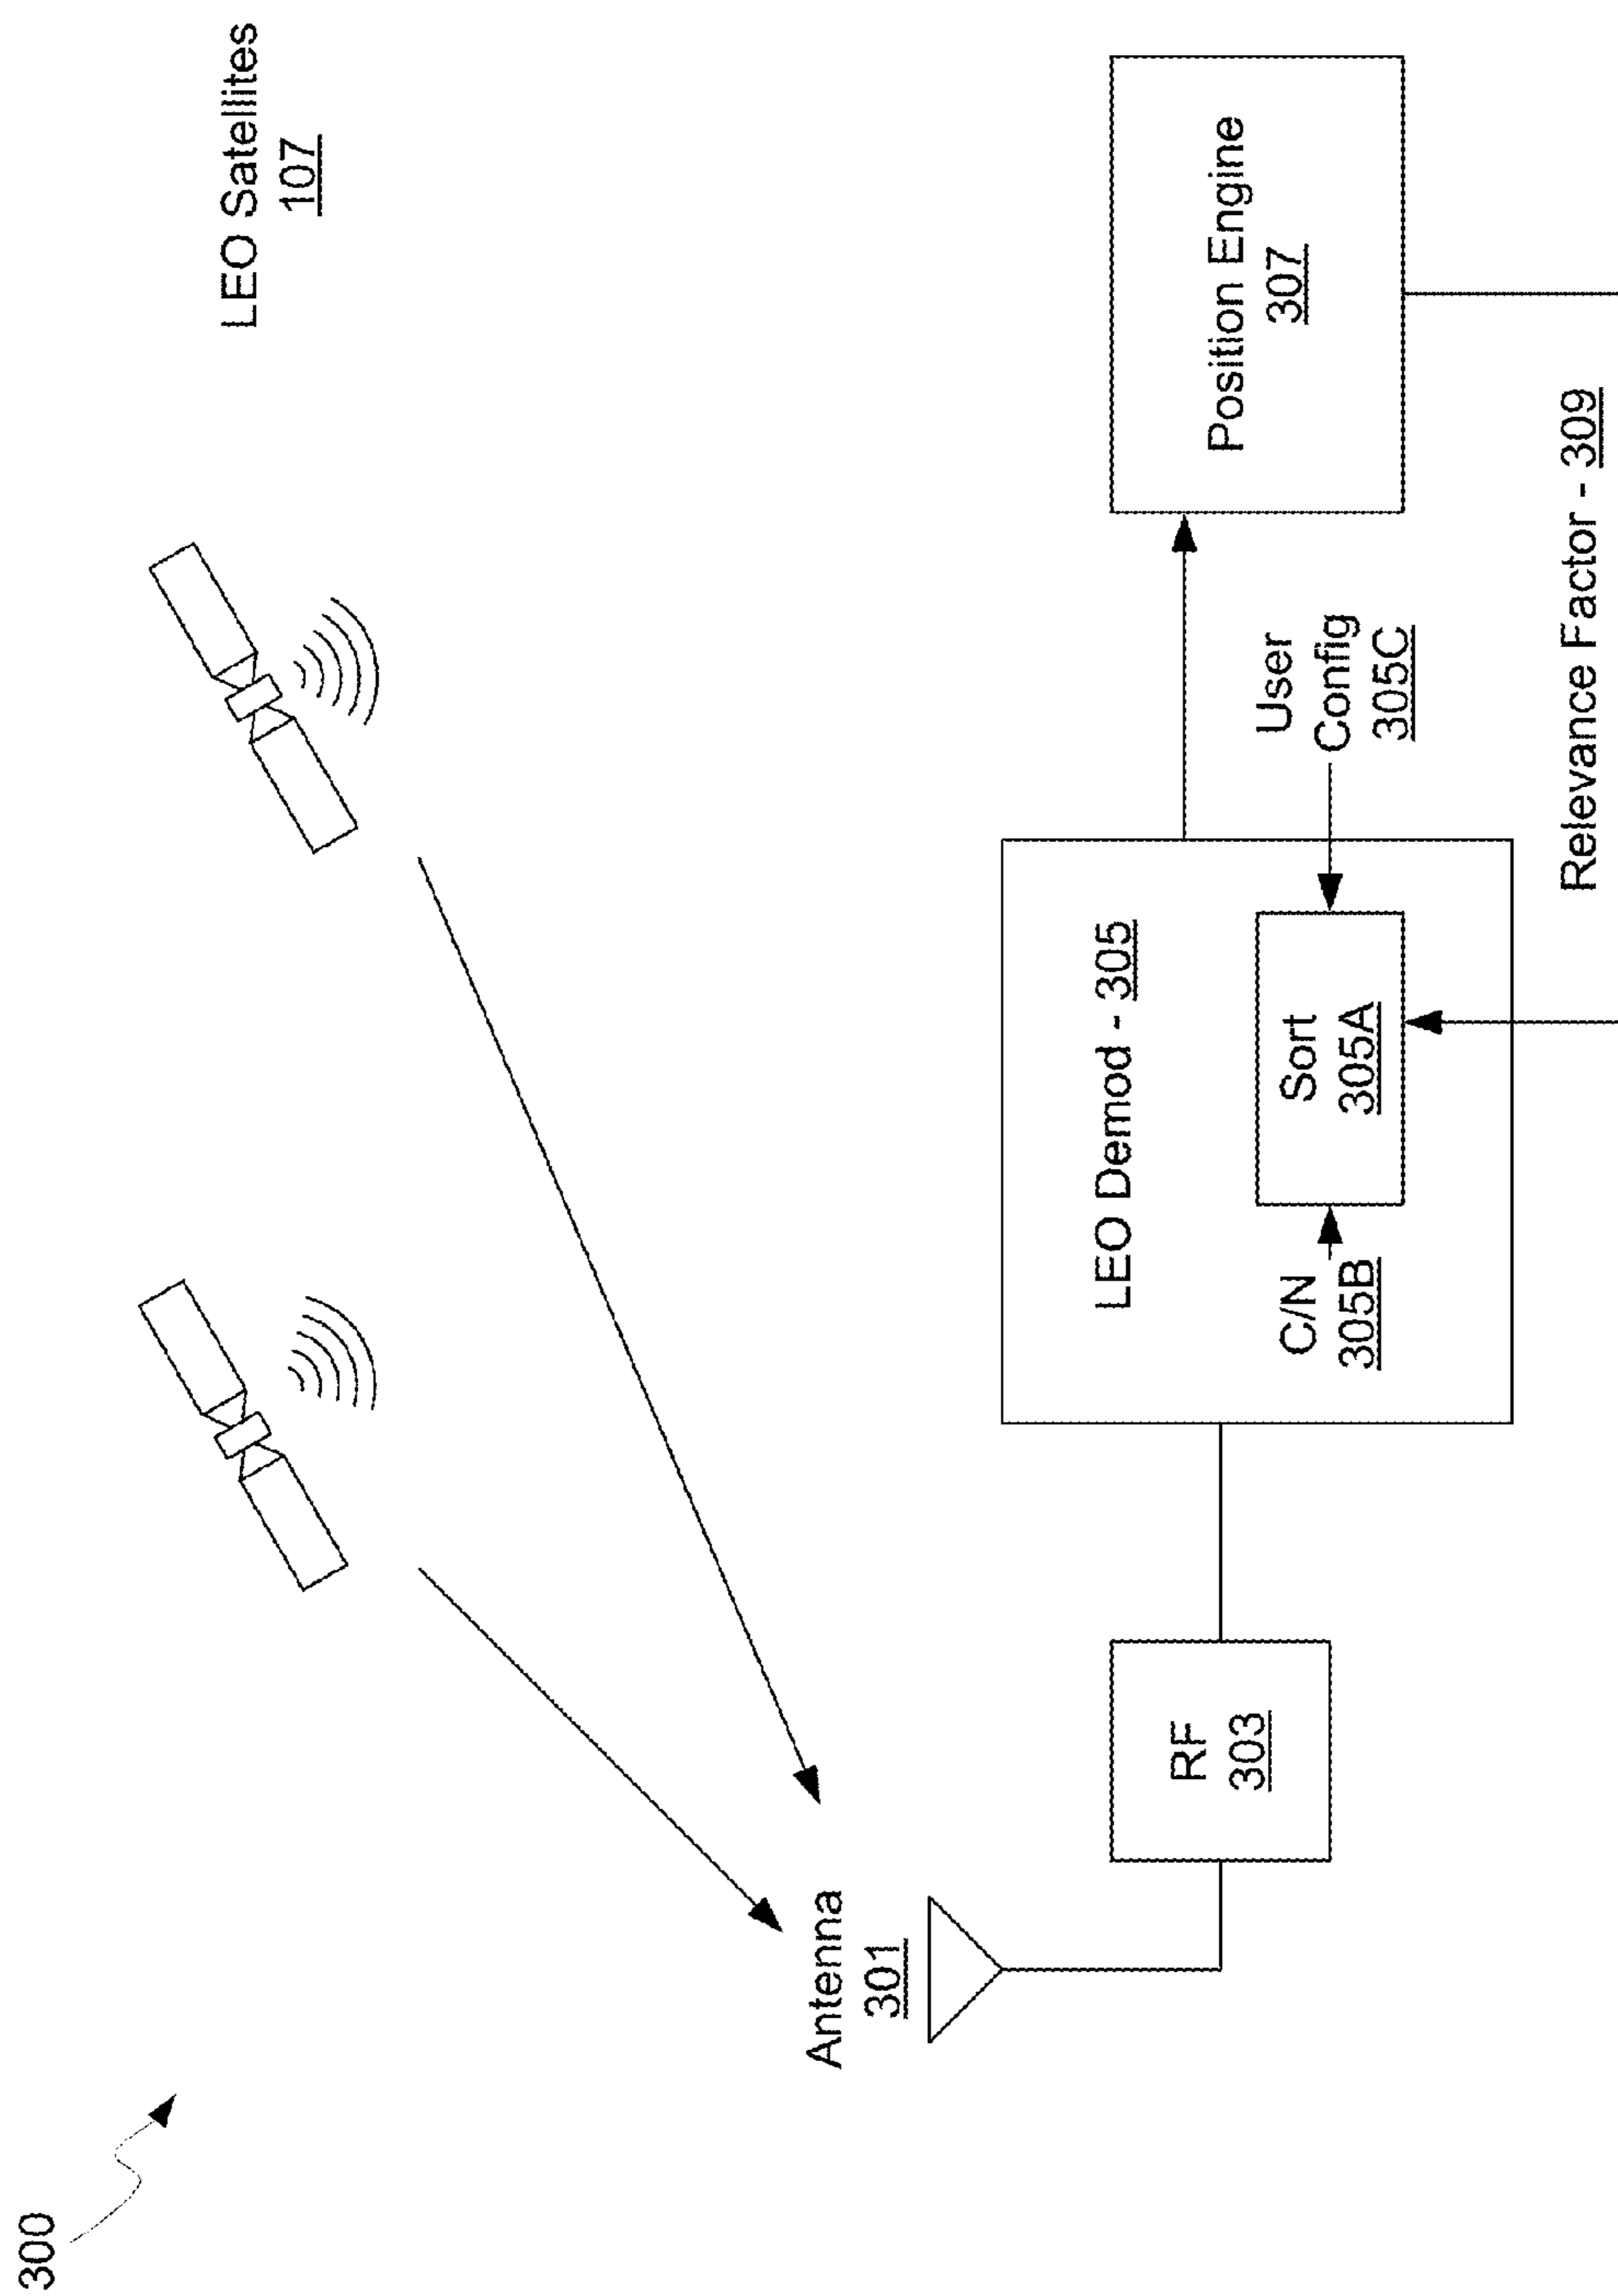 300
LEO Satellites
107
Antenna
301
RF
303
LEO Demod - 305
C/N
305B
Sort
305A
User
Config
305C
Position Engine
307
Relevance Factor - 309